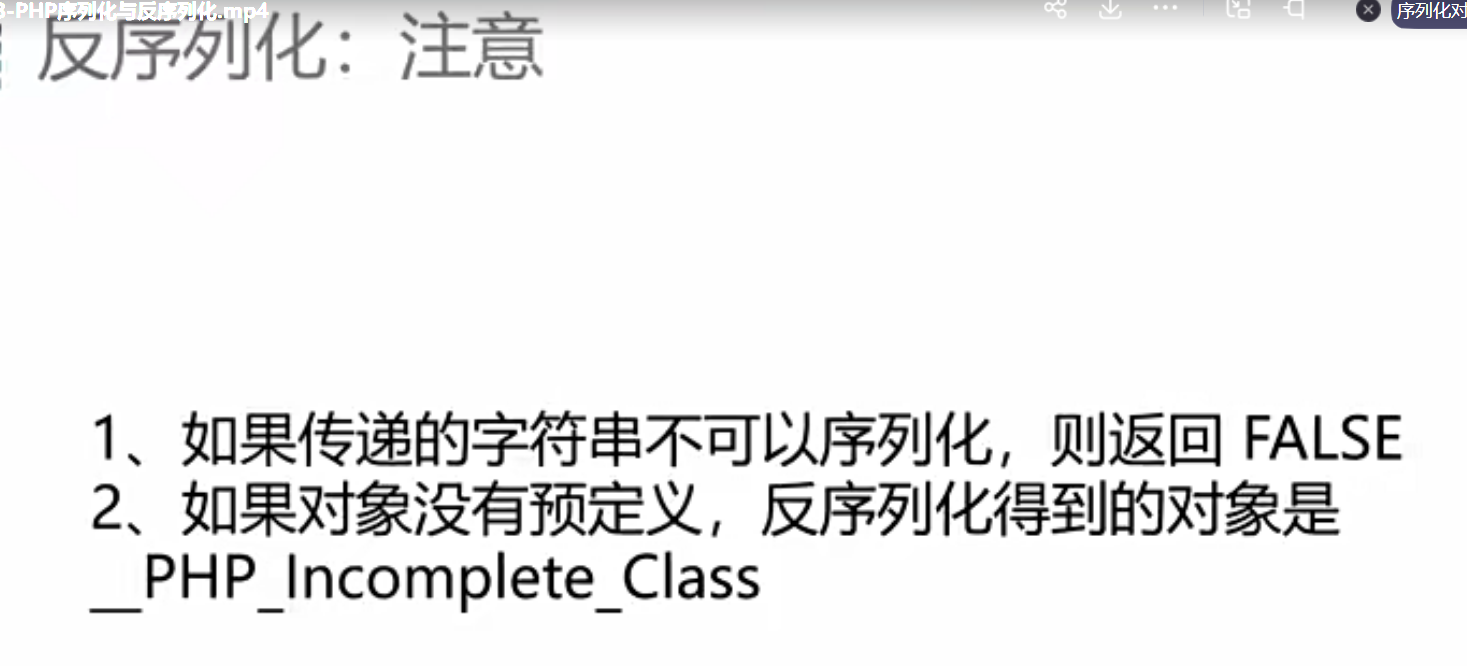 3-PHP序列化与反序列化.mp4
序列化对
反序列化：注意
1、如果传递的字符串不可以序列化，则返回 FALSE
2、如果对象没有预定义，反序列化得到的对象是
__PHP_Incomplete_Class